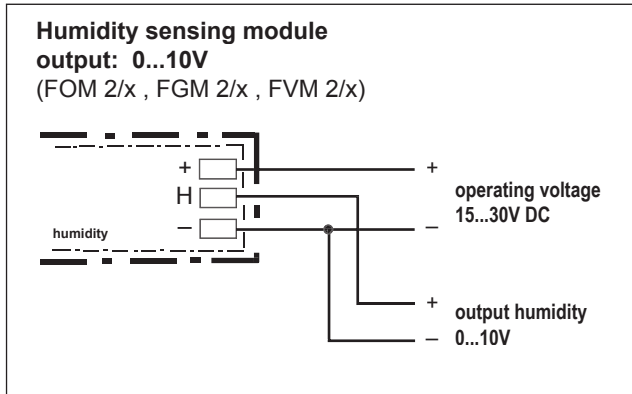 Humidity sensing module
output: 0...10V
(FOM 2/x , FGM 2/x , FVM 2/x)
+ +
H
operating voltage
15...30V DC
humidity – –
+
output humidity
– 0...10V